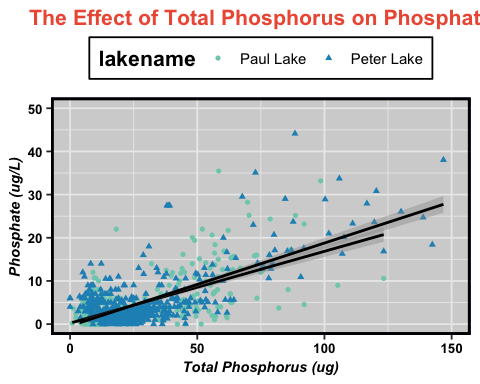 The Effect of Total Phosphorus on Phosphat
lakename Paul Lake Peter Lake
50
40
30
20
10
0
Phosphate (ug/L)
0 50 100 150
Total Phosphorus (ug)